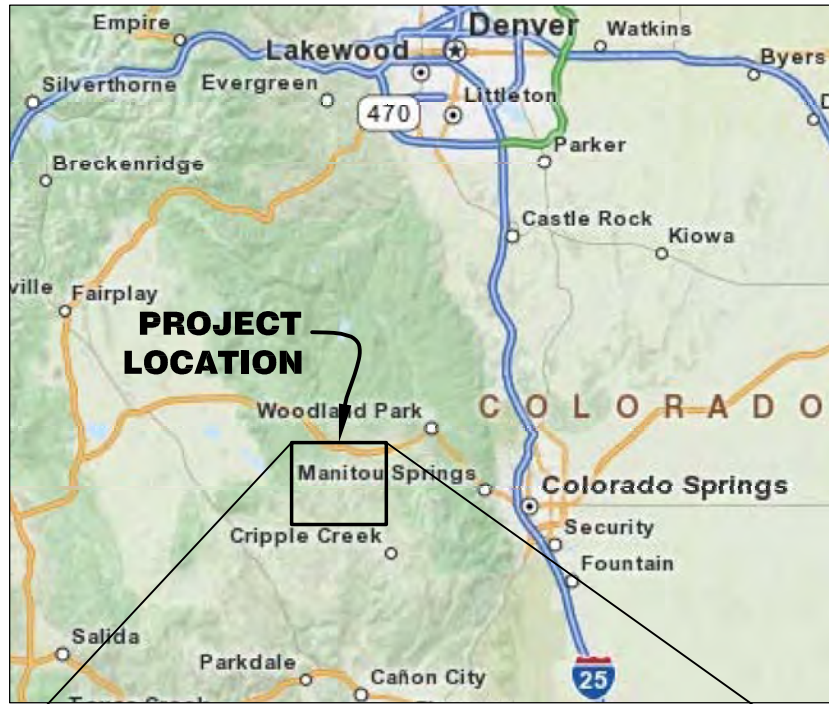 Empire
Denver
Watkins
Lakewood
Byers
Silverthorne
Evergreen
Littleton
470
Parker
Breckenridge
Castle Rock
Kiowa
ville
Fairplay
PROJECT
LOCATION
Woodland Park
COLORADO
Manitou Springs
Colorado Springs
Cripple Creek
Security
Fountain
Salida
Parkdale
Cañon City
25